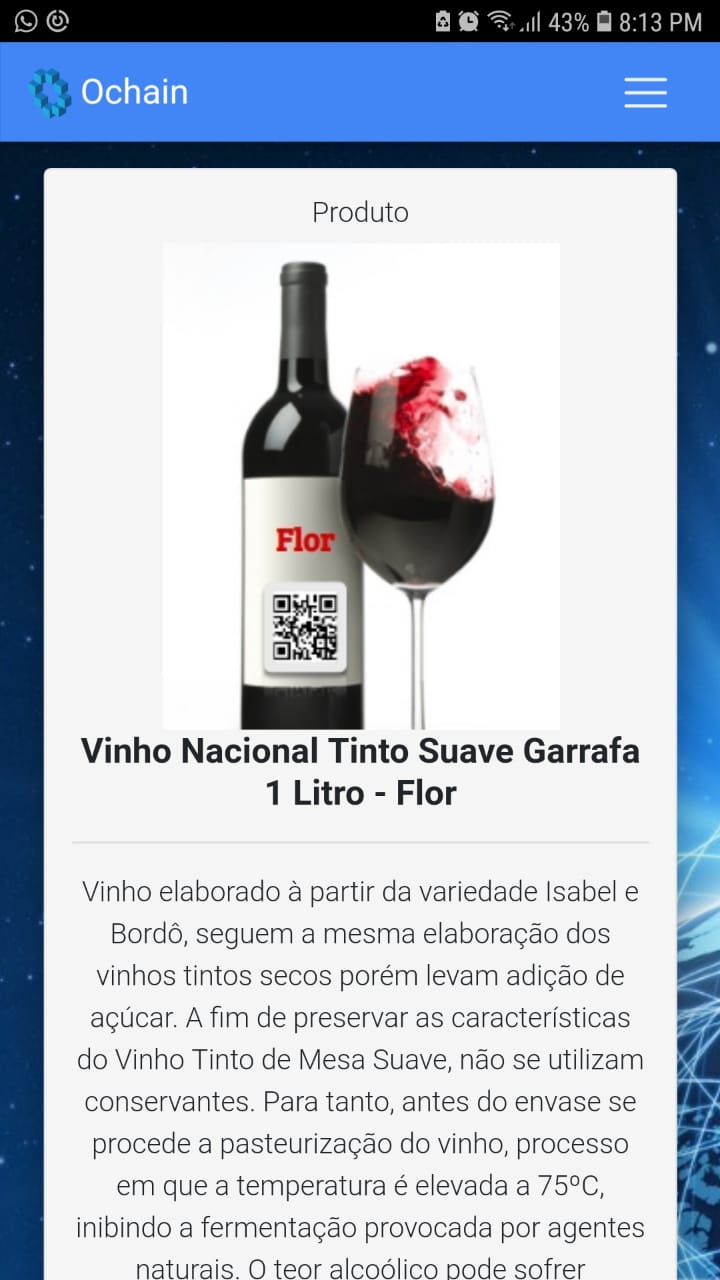 43% 8:13 PM
Ochain
Produto
Flor
Vinho Nacional Tinto Suave Garrafa
1 Litro - Flor
Vinho elaborado à partir da variedade Isabel e
Bordô, seguem a mesma elaboração dos
vinhos tintos secos porém levam adição de
açúcar. A fim de preservar as características
do Vinho Tinto de Mesa Suave, não se utilizam
conservantes. Para tanto, antes do envase se
procede a pasteurização do vinho, processo
em que a temperatura é elevada a 75ºC,
inibindo a fermentação provocada por agentes
naturais. O teor alcoólico pode sofrer